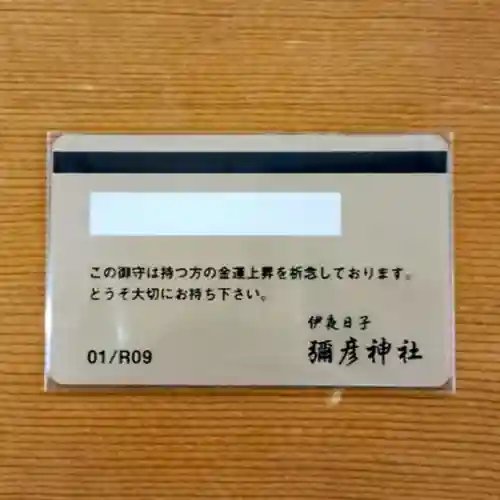 この御守は持つ方の金運上昇を祈念しております。
どうぞ大切にお持ち下さい。
伊夜日子
彌彦神社
01/R09